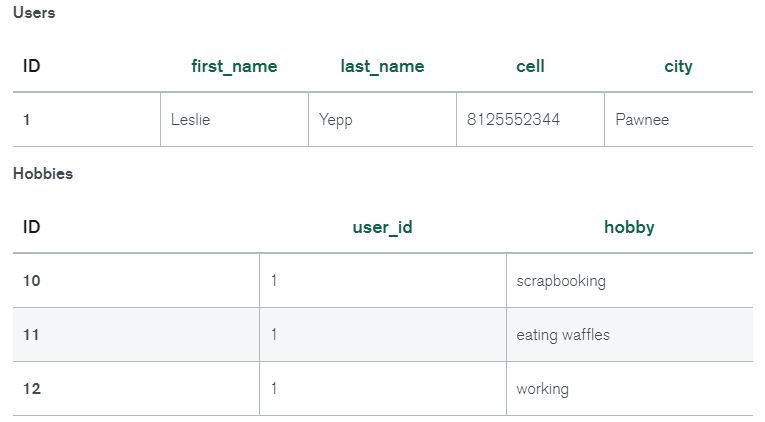 Users
ID first_name last_name cell city
1 Leslie Yepp 8125552344 Pawnee
Hobbies
ID user_id hobby
10 1 scrapbooking
11 1 eating waffles
12 1 working